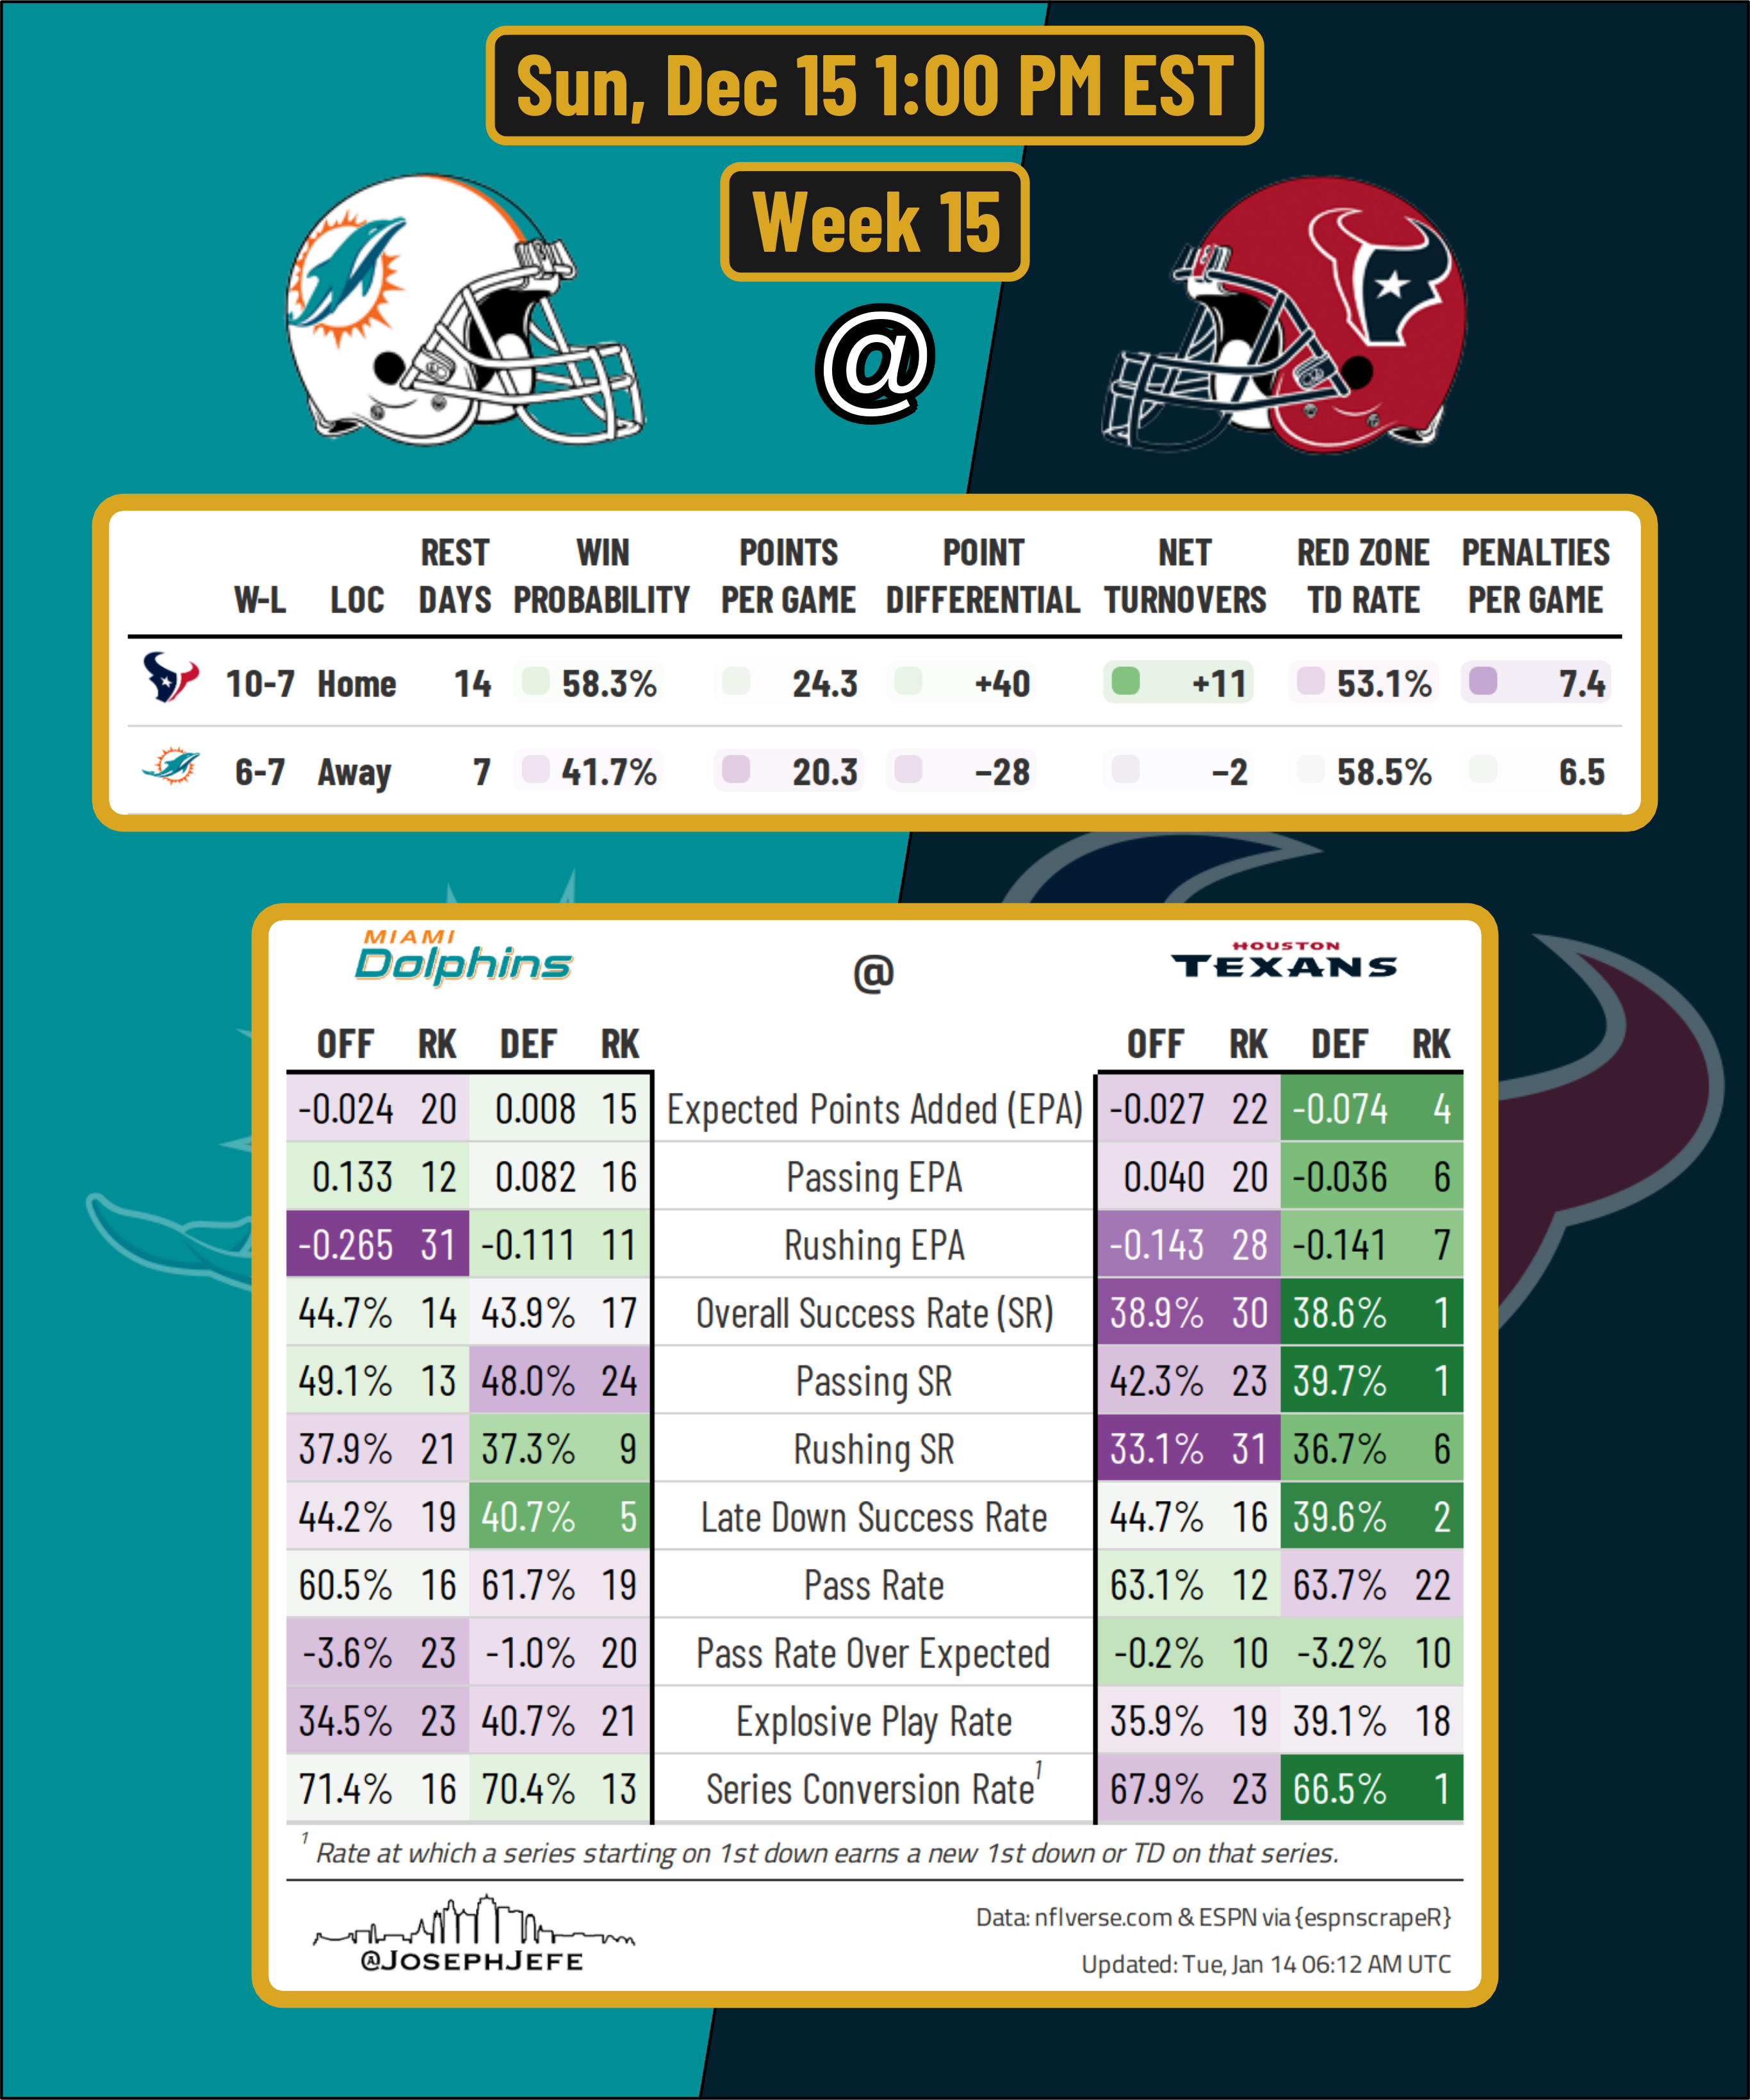 Sun, Dec 15 1:00 PM EST
Week 15
@
REST WIN POINTS POINT NET RED ZONE PENALTIES
W-L LOC DAYS PROBABILITY PER GAME DIFFERENTIAL TURNOVERS TD RATE PER GAME
10-7 Home 14 58.3% 24.3 +40 +11 53.1% 7.4
6-7 Away 7 41.7% 20.3 −28 −2 58.5% 6.5
MIAMI HOUSTON
Dolphins @ TEXANS
OFF RK DEF RK OFF RK DEF RK
-0.024 20 0.008 15 Expected Points Added (EPA) -0.027 22 -0.074 4
0.133 12 0.082 16 Passing EPA 0.040 20 -0.036 6
-0.265 31 -0.111 11 Rushing EPA -0.143 28 -0.141 7
44.7% 14 43.9% 17 Overall Success Rate (SR) 38.9% 30 38.6% 1
49.1% 13 48.0% 24 Passing SR 42.3% 23 39.7% 1
37.9% 21 37.3% 9 Rushing SR 33.1% 31 36.7% 6
44.2% 19 40.7% 5 Late Down Success Rate 44.7% 16 39.6% 2
60.5% 16 61.7% 19 Pass Rate 63.1% 12 63.7% 22
-3.6% 23 -1.0% 20 Pass Rate Over Expected -0.2% 10 -3.2% 10
34.5% 23 40.7% 21 Explosive Play Rate 35.9% 19 39.1% 18
71.4% 16 70.4% 13 Series Conversion Rate¹ 67.9% 23 66.5% 1
¹ Rate at which a series starting on 1st down earns a new 1st down or TD on that series.
Data: nflverse.com & ESPN via {espnscrapeR}
@JOSEPHJEFE
Updated: Tue, Jan 14 06:12 AM UTC